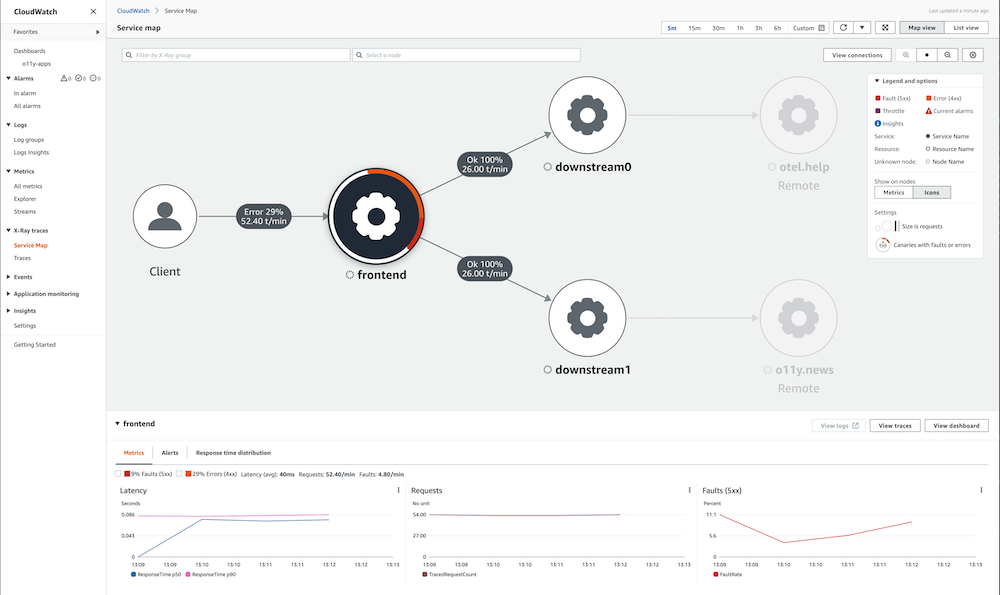 CloudWatch
Favorites
Dashboards
o11y-apps
Alarms 0 0 0
In alarm
All alarms
Logs
Log groups
Logs Insights
Metrics
All metrics
Explorer
Streams
X-Ray traces
Service Map
Traces
Events
Application monitoring
Insights
Settings
Getting Started
CloudWatch > Service Map
Last updated a minute ago
Service map
5m 15m 30m 1h 3h 6h Custom
Map view List view
Filter by X-Ray group
Select a node
View connections
Client
Error 29%
52.40 t/min
frontend
Ok 100%
26.00 t/min
downstream0
otel.help
Remote
Ok 100%
26.00 t/min
downstream1
o11y.news
Remote
Legend and options
Fault (5xx) Error (4xx)
Throttle Current alarms
Insights
Service: Service Name
Resource: Resource Name
Unknown node: Node Name
Show on nodes
Metrics Icons
Settings
Size is requests
Canaries with faults or errors
frontend
View logs View traces View dashboard
Metrics Alerts Response time distribution
9% Faults (5xx) 29% Errors (4xx) Latency (avg): 40ms Requests: 52.40/min Faults: 4.80/min
Latency
Seconds
0.086
0.043
0
13:09 13:09 13:10 13:10 13:11 13:11 13:12 13:12 13:13
ResponseTime p50 ResponseTime p90
Requests
No unit
54.00
27.00
0
13:09 13:09 13:10 13:10 13:11 13:11 13:12 13:12 13:13
TracedRequestCount
Faults (5xx)
Percent
11.1
5.6
0
13:09 13:09 13:10 13:10 13:11 13:11 13:12 13:12 13:13
FaultRate